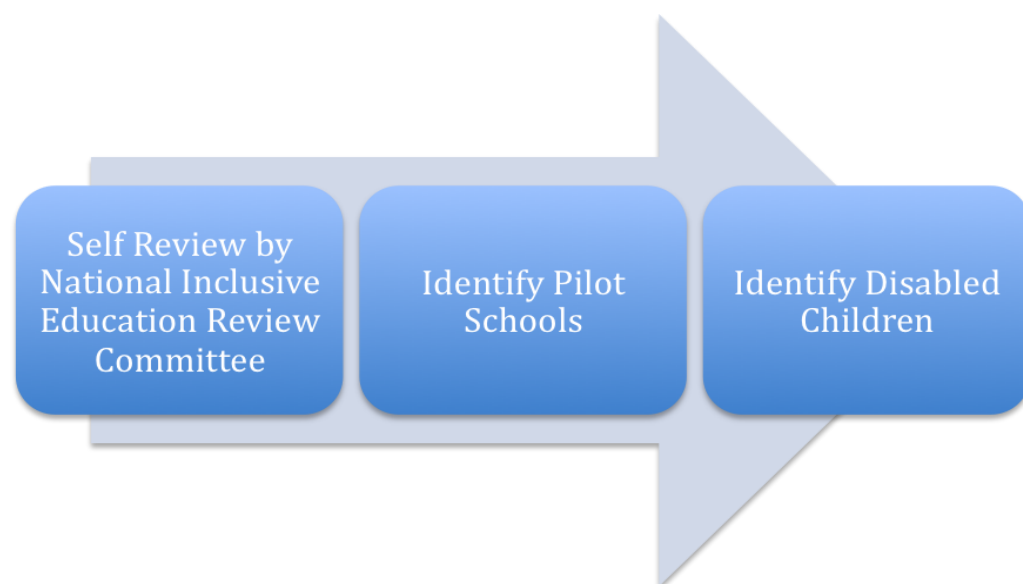 Self Review by
National Inclusive
Education Review
Committee
Identify Pilot
Schools
Identify Disabled
Children